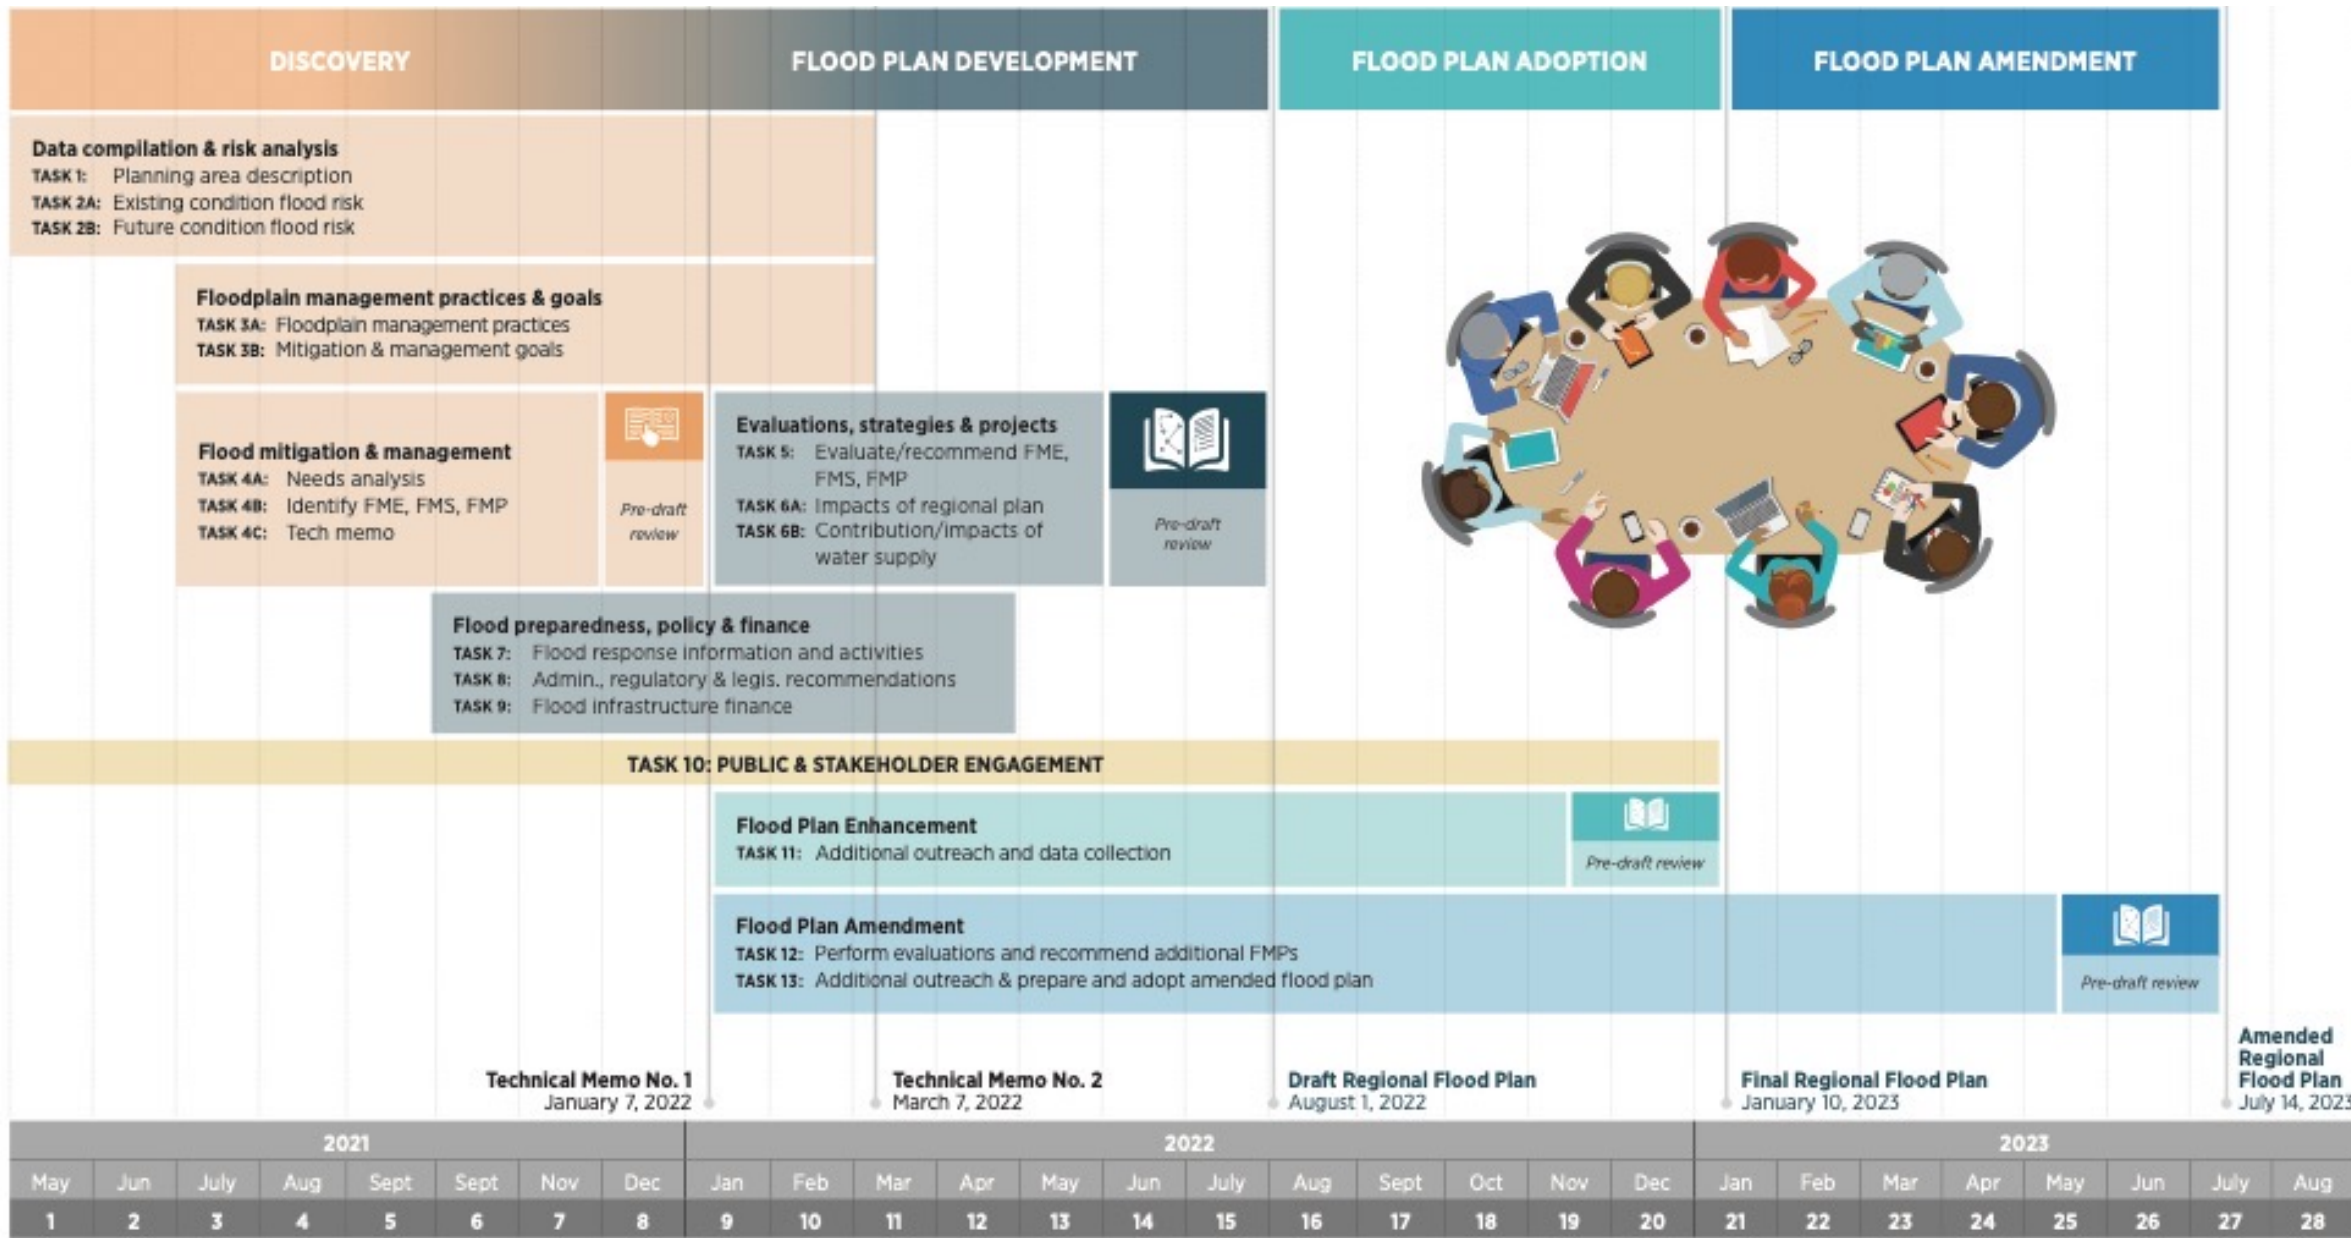 DISCOVERY
FLOOD PLAN DEVELOPMENT
FLOOD PLAN ADOPTION
FLOOD PLAN AMENDMENT
Data compilation & risk analysis
TASK 1: Planning area description
TASK 2A: Existing condition flood risk
TASK 2B: Future condition flood risk
Floodplain management practices & goals
TASK 3A: Floodplain management practices
TASK 3B: Mitigation & management goals
Flood mitigation & management
TASK 4A: Needs analysis
TASK 4B: Identify FME, FMS, FMP
TASK 4C: Tech memo
Pre-draft
review
Evaluations, strategies & projects
TASK 5: Evaluate/recommend FME,
FMS, FMP
TASK 6A: Impacts of regional plan
TASK 6B: Contribution/impacts of
water supply
Pre-draft
review
Flood preparedness, policy & finance
TASK 7: Flood response information and activities
TASK 8: Admin., regulatory & legis. recommendations
TASK 9: Flood infrastructure finance
TASK 10: PUBLIC & STAKEHOLDER ENGAGEMENT
Flood Plan Enhancement
TASK 11: Additional outreach and data collection
Pre-draft review
Flood Plan Amendment
TASK 12: Perform evaluations and recommend additional FMPs
TASK 13: Additional outreach & prepare and adopt amended flood plan
Pre-draft review
Technical Memo No. 1
January 7, 2022
Technical Memo No. 2
March 7, 2022
Draft Regional Flood Plan
August 1, 2022
Final Regional Flood Plan
January 10, 2023
Amended
Regional
Flood Plan
July 14, 2023
2021 2022 2023
May Jun July Aug Sept Sept Nov Dec Jan Feb Mar Apr May Jun July Aug Sept Oct Nov Dec Jan Feb Mar Apr May Jun July Aug
1 2 3 4 5 6 7 8 9 10 11 12 13 14 15 16 17 18 19 20 21 22 23 24 25 26 27 28